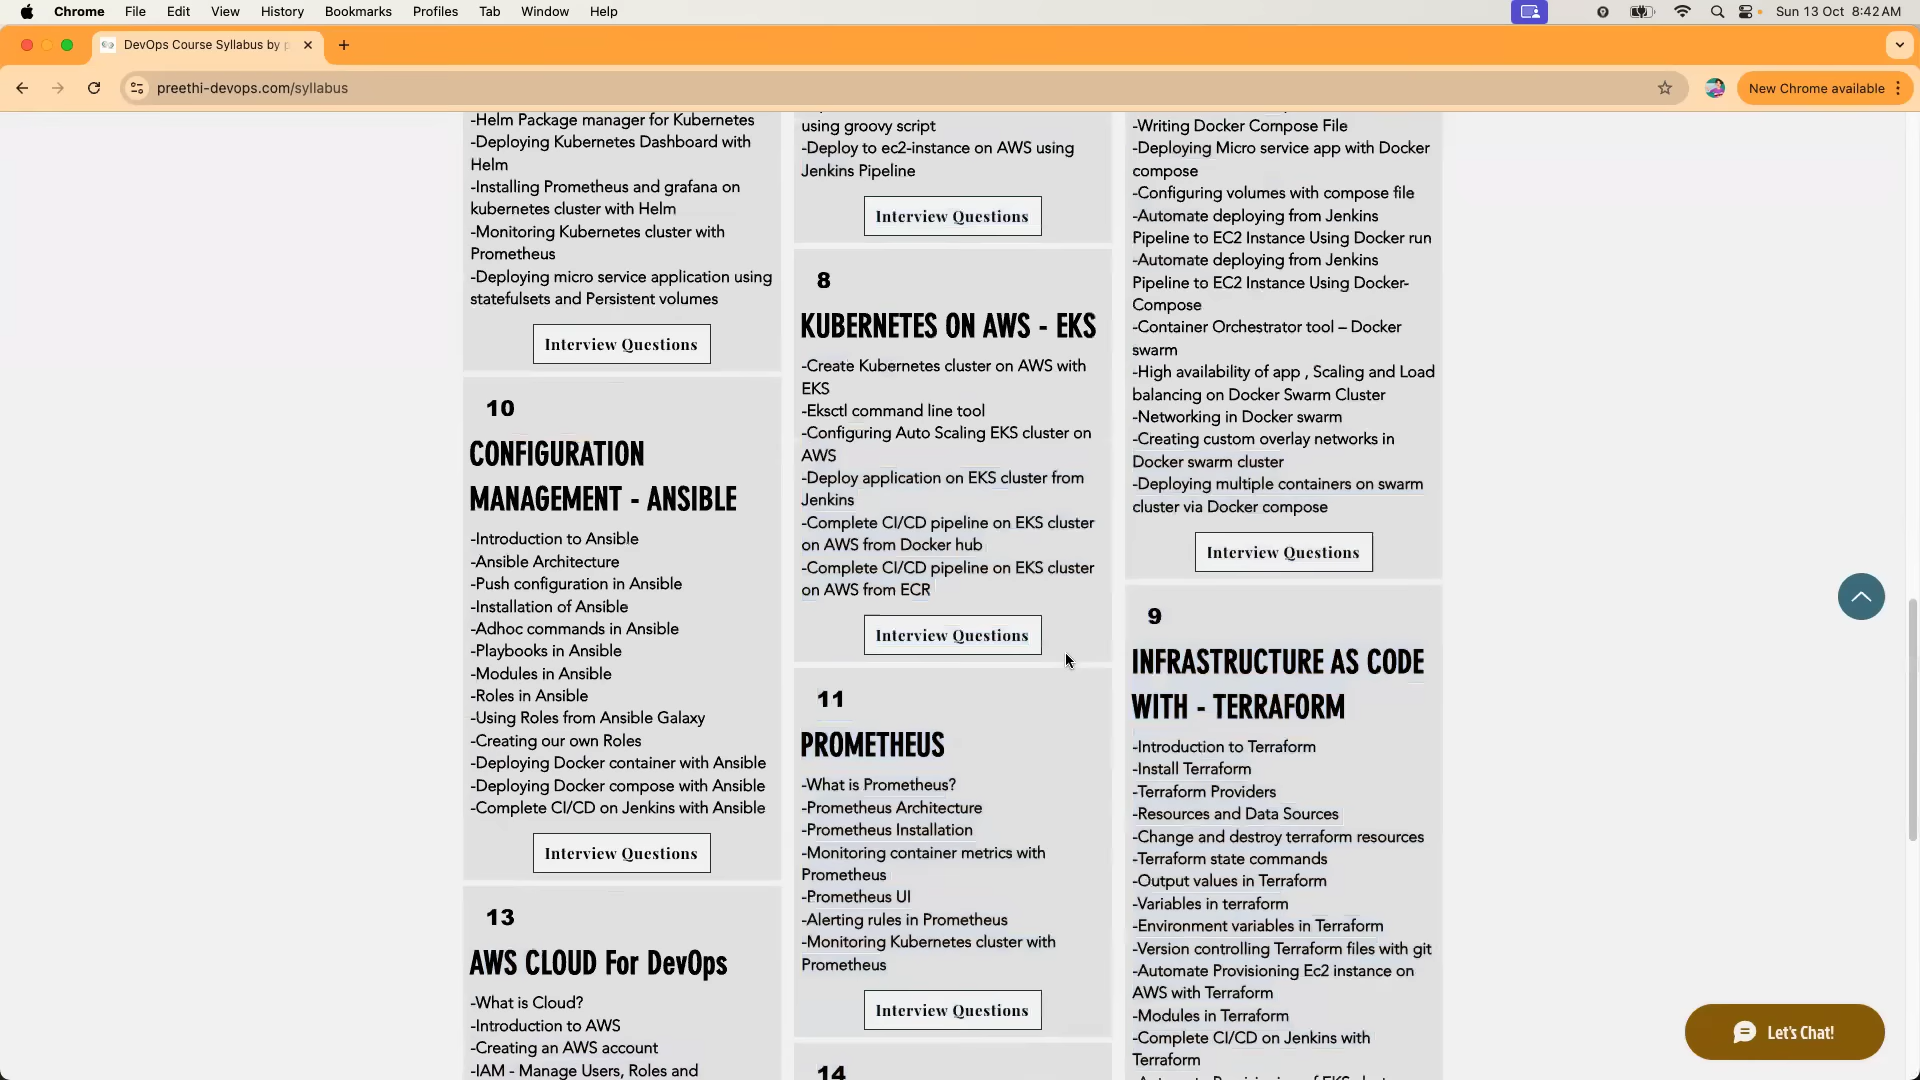 Chrome File Edit View History Bookmarks Profiles Tab Window Help Sun 13 Oct 8:42 AM
DevOps Course Syllabus by
preethi-devops.com/syllabus
New Chrome available
-Helm Package manager for Kubernetes
-Deploying Kubernetes Dashboard with
Helm
-Installing Prometheus and grafana on
kubernetes cluster with Helm
-Monitoring Kubernetes cluster with
Prometheus
-Deploying micro service application using
statefulsets and Persistent volumes
Interview Questions
10
CONFIGURATION
MANAGEMENT - ANSIBLE
-Introduction to Ansible
-Ansible Architecture
-Push configuration in Ansible
-Installation of Ansible
-Adhoc commands in Ansible
-Playbooks in Ansible
-Modules in Ansible
-Roles in Ansible
-Using Roles from Ansible Galaxy
-Creating our own Roles
-Deploying Docker container with Ansible
-Deploying Docker compose with Ansible
-Complete CI/CD on Jenkins with Ansible
Interview Questions
13
AWS CLOUD For DevOps
-What is Cloud?
-Introduction to AWS
-Creating an AWS account
-IAM - Manage Users, Roles and
using groovy script
-Deploy to ec2-instance on AWS using
Jenkins Pipeline
Interview Questions
8
KUBERNETES ON AWS - EKS
-Create Kubernetes cluster on AWS with
EKS
-Eksctl command line tool
-Configuring Auto Scaling EKS cluster on
AWS
-Deploy application on EKS cluster from
Jenkins
-Complete CI/CD pipeline on EKS cluster
on AWS from Docker hub
-Complete CI/CD pipeline on EKS cluster
on AWS from ECR
Interview Questions
11
PROMETHEUS
-What is Prometheus?
-Prometheus Architecture
-Prometheus Installation
-Monitoring container metrics with
Prometheus
-Prometheus UI
-Alerting rules in Prometheus
-Monitoring Kubernetes cluster with
Prometheus
Interview Questions
14
-Writing Docker Compose File
-Deploying Micro service app with Docker
compose
-Configuring volumes with compose file
-Automate deploying from Jenkins
Pipeline to EC2 Instance Using Docker run
-Automate deploying from Jenkins
Pipeline to EC2 Instance Using Docker-
Compose
-Container Orchestrator tool – Docker
swarm
-High availability of app , Scaling and Load
balancing on Docker Swarm Cluster
-Networking in Docker swarm
-Creating custom overlay networks in
Docker swarm cluster
-Deploying multiple containers on swarm
cluster via Docker compose
Interview Questions
9
INFRASTRUCTURE AS CODE
WITH - TERRAFORM
-Introduction to Terraform
-Install Terraform
-Terraform Providers
-Resources and Data Sources
-Change and destroy terraform resources
-Terraform state commands
-Output values in Terraform
-Variables in terraform
-Environment variables in Terraform
-Version controlling Terraform files with git
-Automate Provisioning Ec2 instance on
AWS with Terraform
-Modules in Terraform
-Complete CI/CD on Jenkins with
Terraform
Let's Chat!